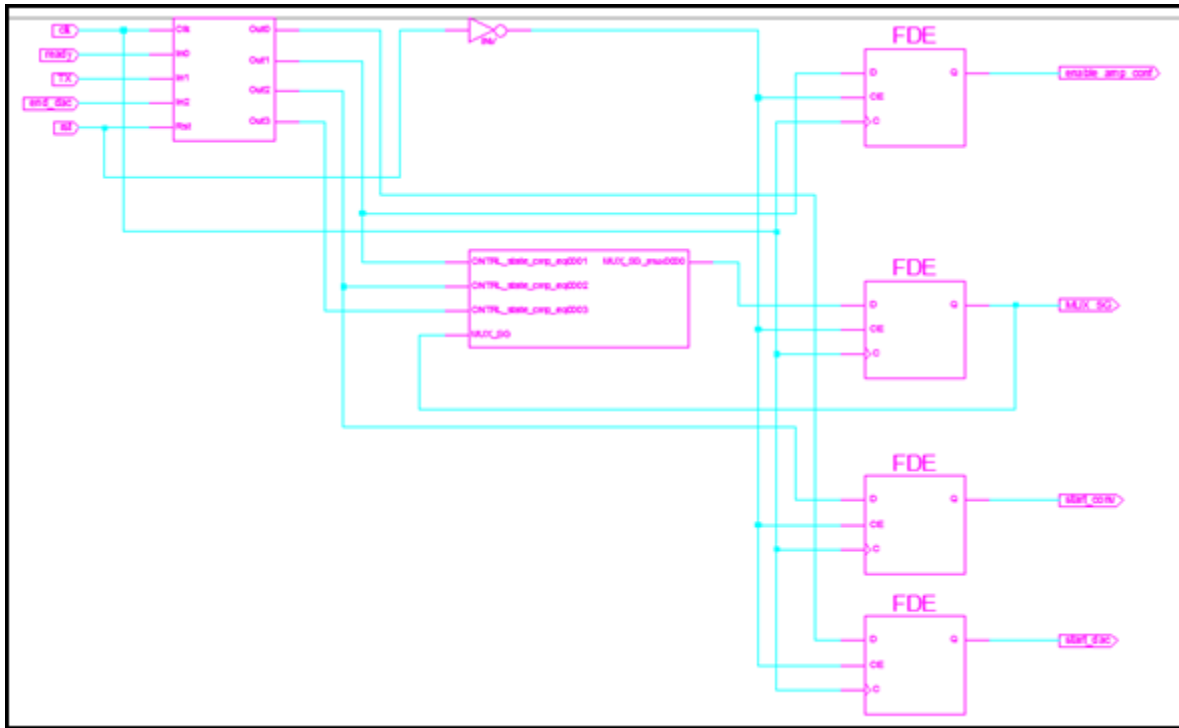 clk
ready
TX
end_dac
Clk
In0
In1
In2
Rst
Out0
Out1
Out2
Out3
FDE
D
CE
C
Q
enable_amp_conf
CNTRL_state_cmp_eq0001
CNTRL_state_cmp_eq0002
CNTRL_state_cmp_eq0003
MUX_SG
MUX_SG_mux0000
FDE
D
CE
C
Q
MUX_SG
FDE
D
CE
C
Q
start_conv
FDE
D
CE
C
Q
start_dac